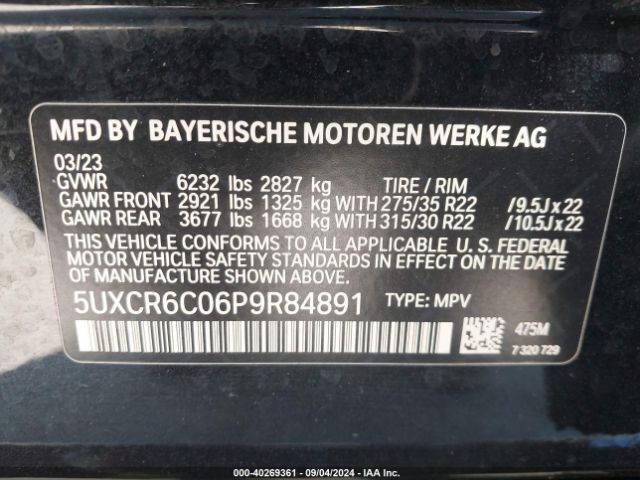 MFD BY BAYERISCHE MOTOREN WERKE AG
03/23
GVWR 6232 lbs 2827 kg TIRE / RIM
GAWR FRONT 2921 lbs 1325 kg WITH 275/35 R22 /9.5J x 22
GAWR REAR 3677 lbs 1668 kg WITH 315/30 R22 /10.5J x 22
THIS VEHICLE CONFORMS TO ALL APPLICABLE U. S. FEDERAL
MOTOR VEHICLE SAFETY STANDARDS IN EFFECT ON THE DATE
OF MANUFACTURE SHOWN ABOVE.
5UXCR6C06P9R84891 TYPE: MPV
475M
7 320 729
COPY - 40269361 - 09/04/2024 - IAA Inc.